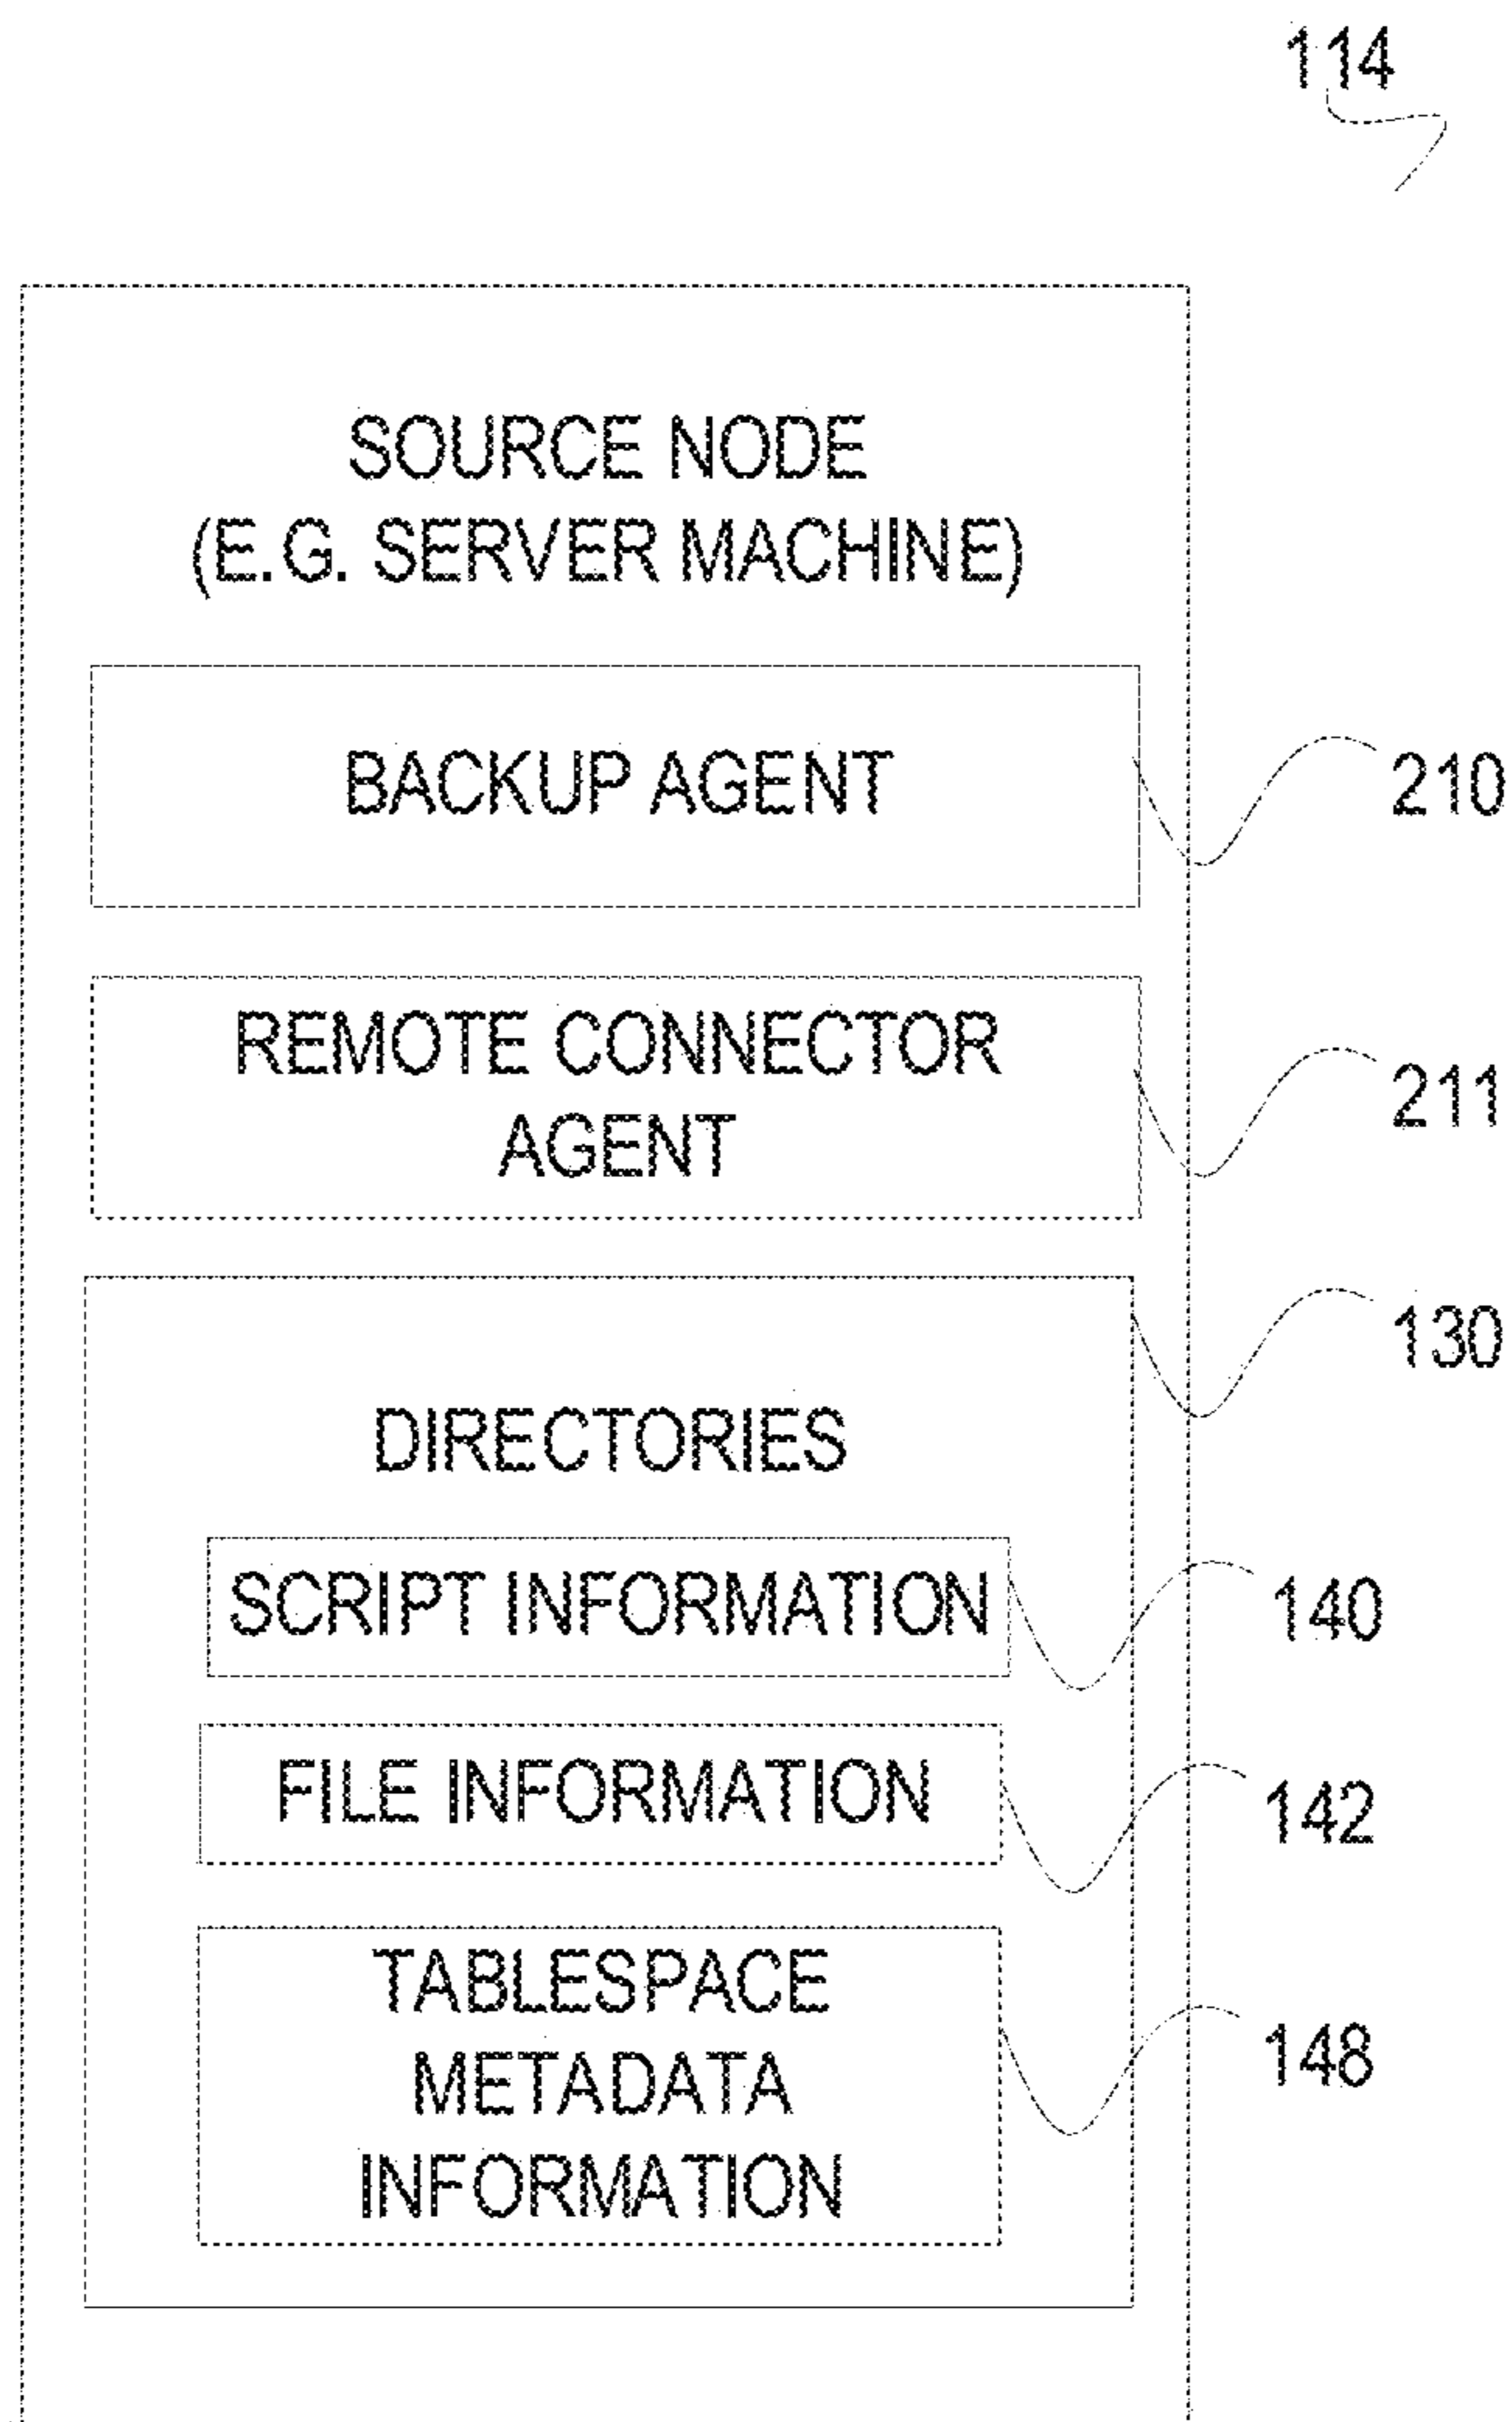 114
SOURCE NODE
(E.G. SERVER MACHINE)
BACKUP AGENT
210
REMOTE CONNECTOR
AGENT
211
130
DIRECTORIES
SCRIPT INFORMATION
140
FILE INFORMATION
142
TABLESPACE
METADATA
INFORMATION
148